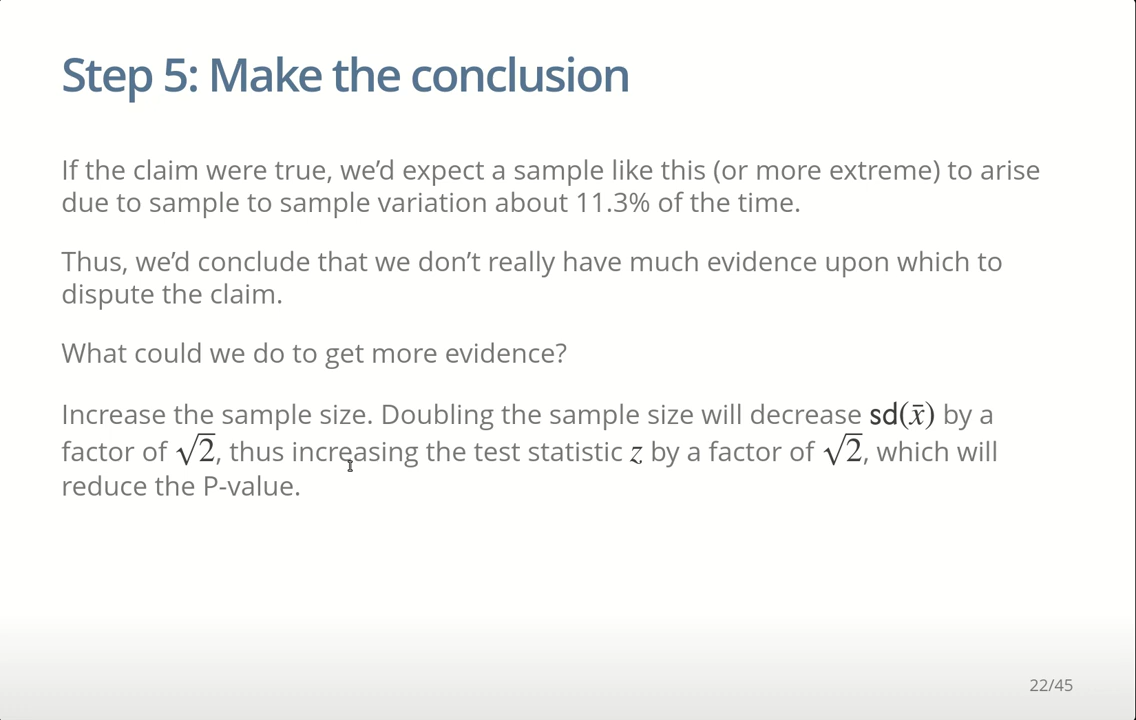 Step 5: Make the conclusion
If the claim were true, we’d expect a sample like this (or more extreme) to arise
due to sample to sample variation about 11.3% of the time.
Thus, we’d conclude that we don’t really have much evidence upon which to
dispute the claim.
What could we do to get more evidence?
Increase the sample size. Doubling the sample size will decrease sd(x̄) by a
factor of √2, thus increasing the test statistic z by a factor of √2, which will
reduce the P-value.
22/45